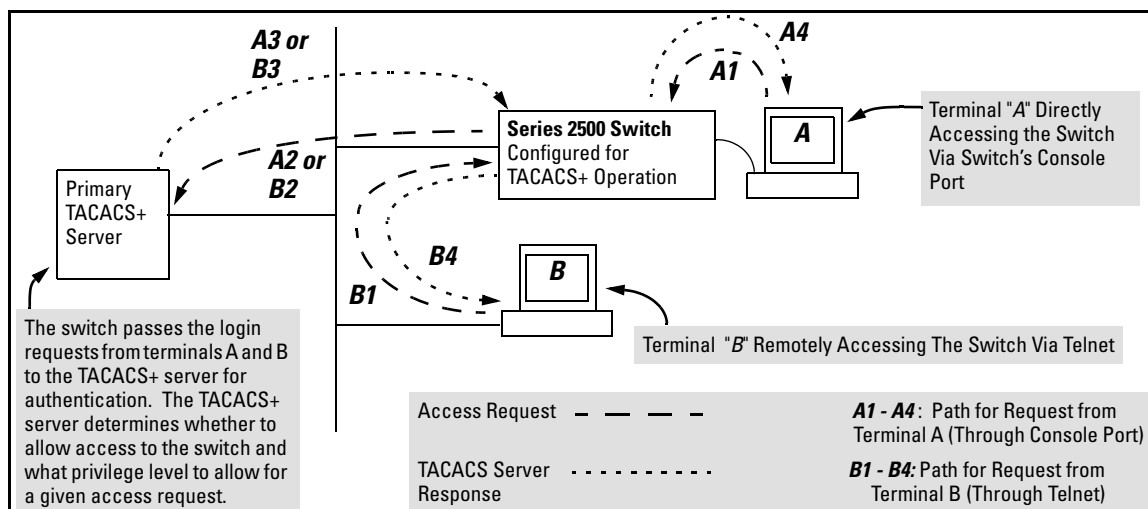 A3 or
B3
A4
A1
Series 2500 Switch
Configured for
TACACS+ Operation
A
Terminal "A" Directly
Accessing the Switch
Via Switch's Console
Port
A2 or
B2
Primary
TACACS+
Server
B4
B1
B
The switch passes the login
requests from terminals A and B
to the TACACS+ server for
authentication. The TACACS+
server determines whether to
allow access to the switch and
what privilege level to allow for
a given access request.
Terminal "B" Remotely Accessing The Switch Via Telnet
Access Request
A1 - A4 : Path for Request from
Terminal A (Through Console Port)
TACACS Server
Response
B1 - B4: Path for Request from
Terminal B (Through Telnet)